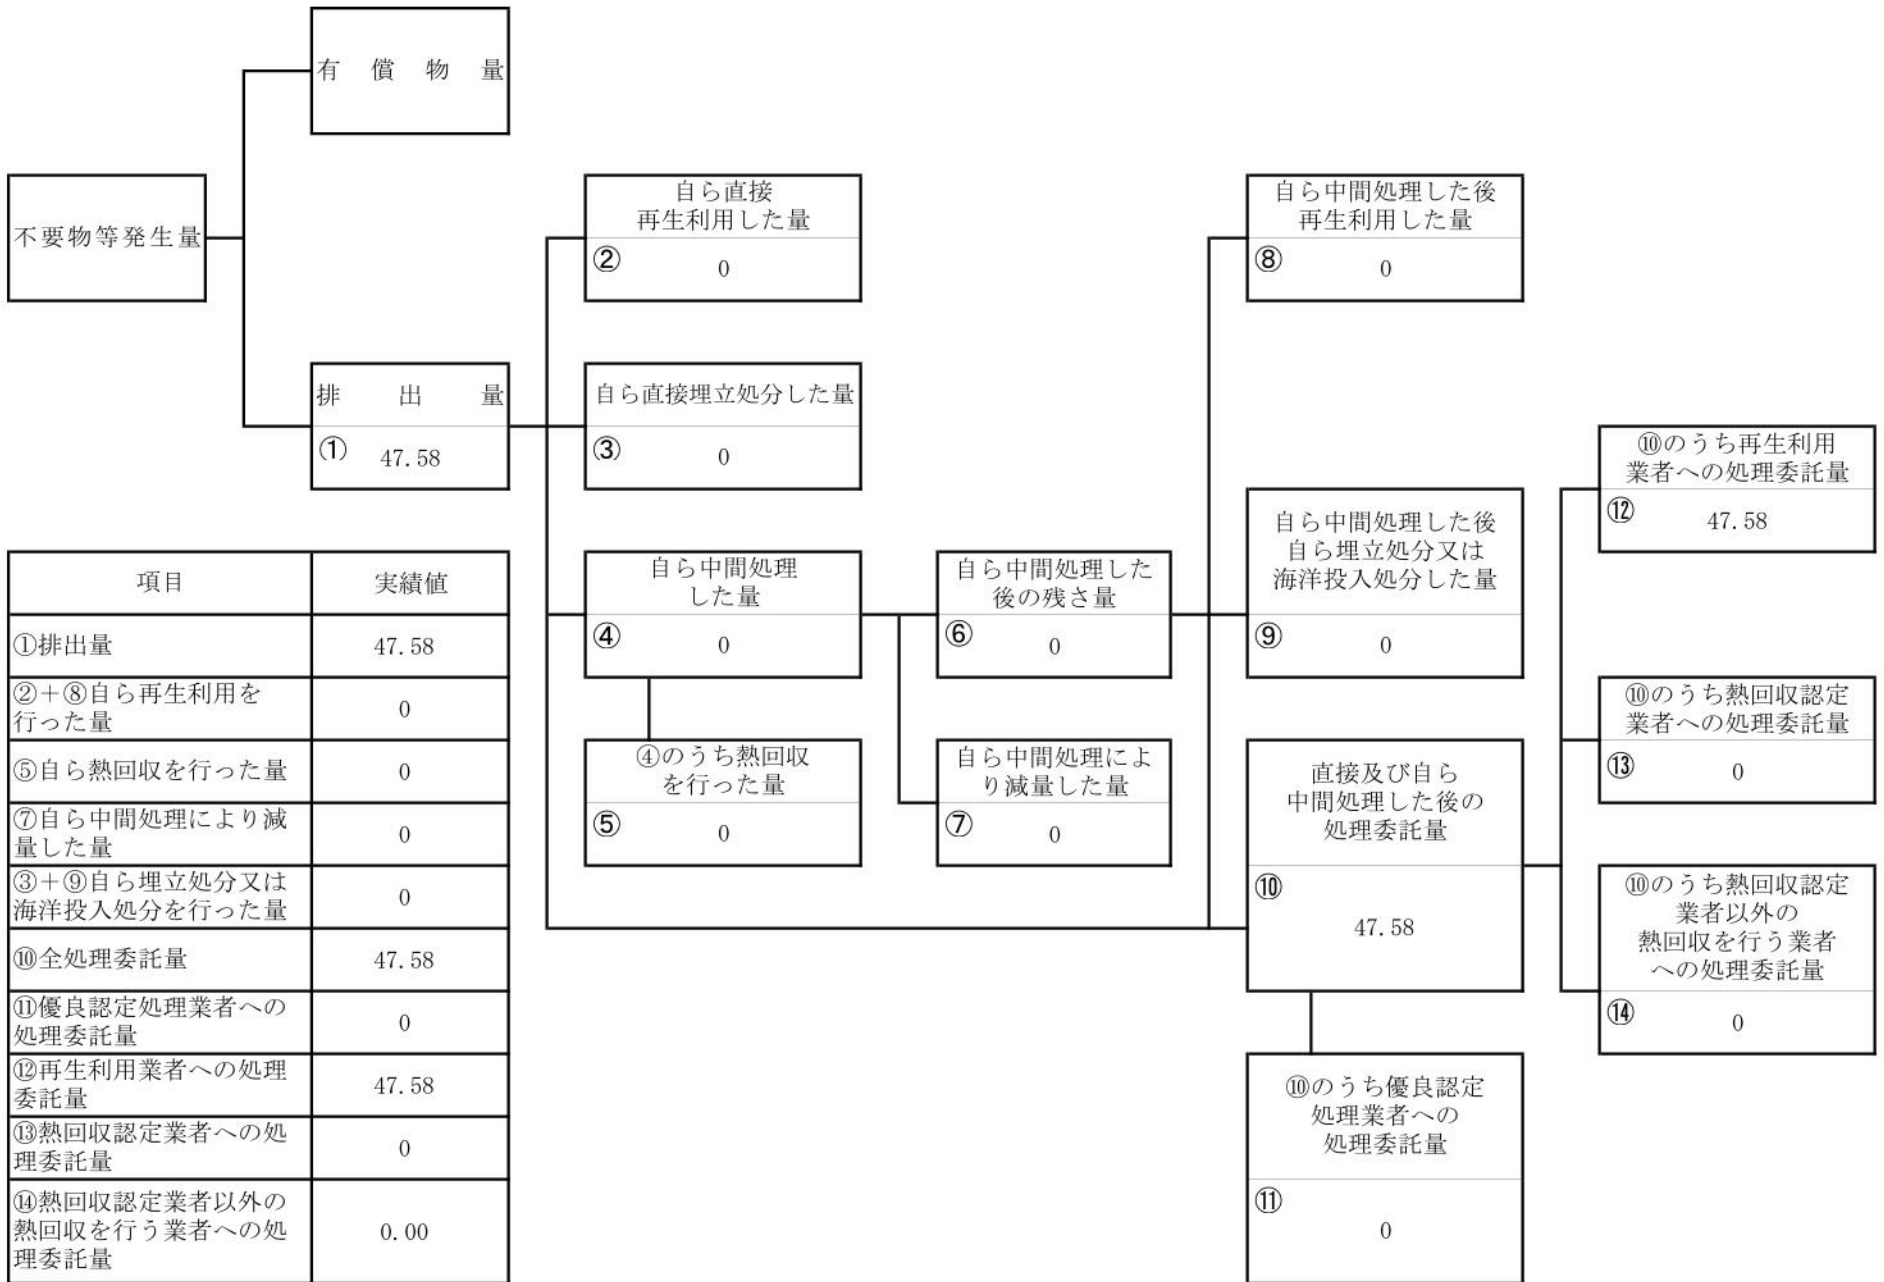 有償物量
不要物等発生量
排出量
① 47.58
自ら直接
再生利用した量
② 0
自ら直接埋立処分した量
③ 0
自ら中間処理
した量
④ 0
④のうち熱回収
を行った量
⑤ 0
自ら中間処理した
後の残さ量
⑥ 0
自ら中間処理によ
り減量した量
⑦ 0
自ら中間処理した後
再生利用した量
⑧ 0
自ら中間処理した後
自ら埋立処分又は
海洋投入処分した量
⑨ 0
直接及び自ら
中間処理した後の
処理委託量
⑩
47.58
⑩のうち優良認定
処理業者への
処理委託量
⑪
0
⑩のうち再生利用
業者への処理委託量
⑫ 47.58
⑩のうち熱回収認定
業者への処理委託量
⑬ 0
⑩のうち熱回収認定
業者以外の
熱回収を行う業者
への処理委託量
⑭ 0
項目 実績値
①排出量 47.58
②＋⑧自ら再生利用を
行った量 0
⑤自ら熱回収を行った量 0
⑦自ら中間処理により減
量した量 0
③＋⑨自ら埋立処分又は
海洋投入処分を行った量 0
⑩全処理委託量 47.58
⑪優良認定処理業者への
処理委託量 0
⑫再生利用業者への処理
委託量 47.58
⑬熱回収認定業者への処
理委託量 0
⑭熱回収認定業者以外の
熱回収を行う業者への処
理委託量 0.00